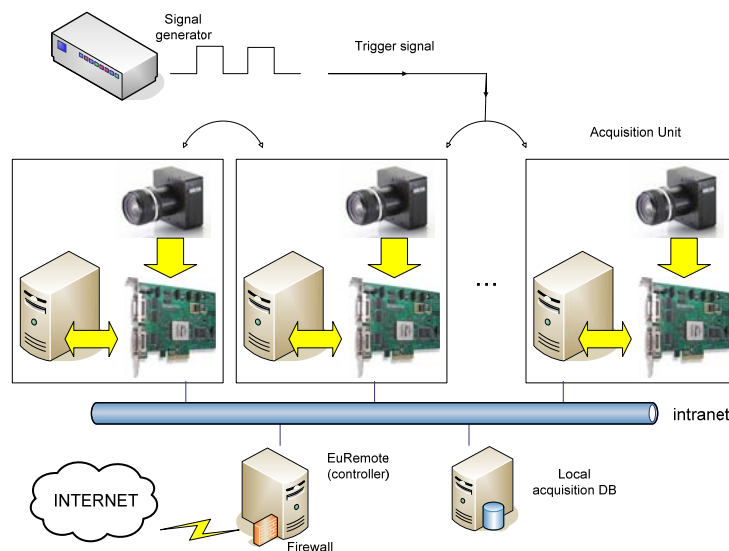 Signal
generator
Trigger signal
Acquisition Unit
...
intranet
EuRemote
(controller)
Local
acquisition DB
INTERNET
Firewall